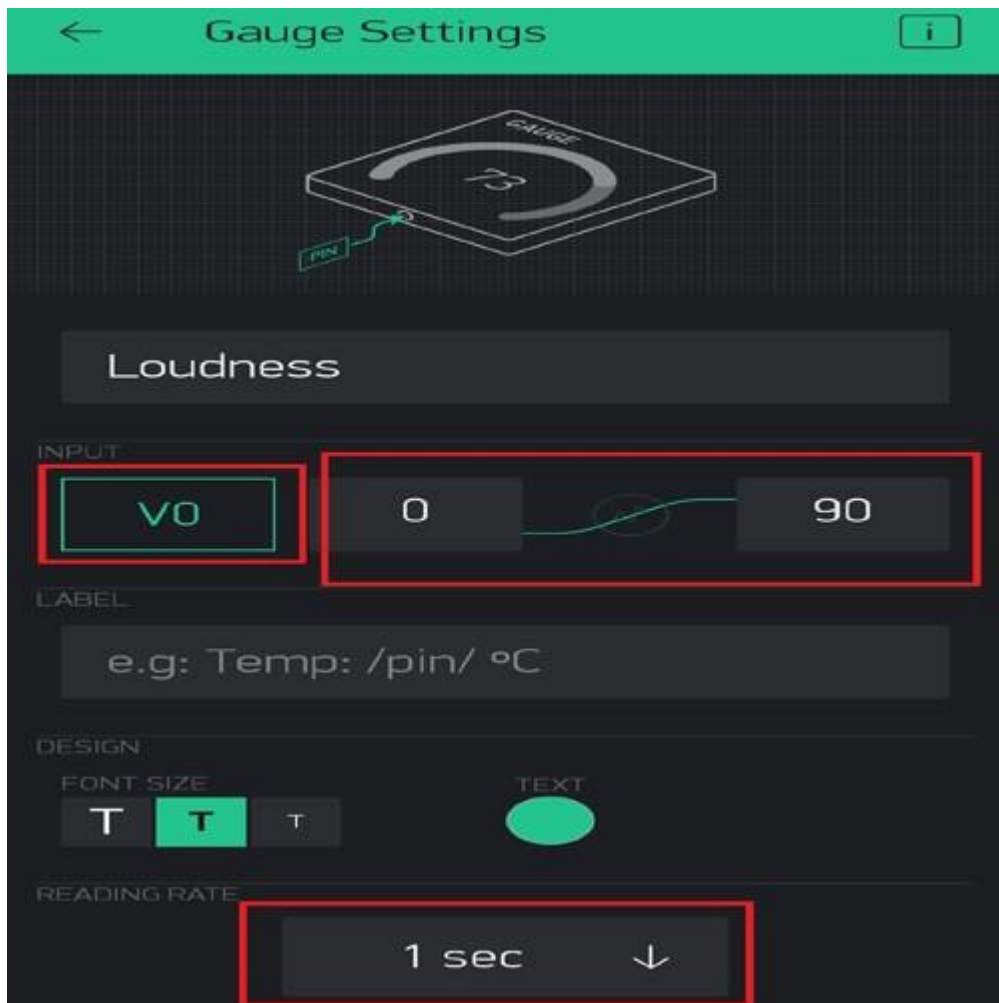 ← Gauge Settings i
GAUGE
73
PIN
Loudness
INPUT
V0 0 90
LABEL
e.g: Temp: /pin/ ºC
DESIGN
FONT SIZE TEXT
T T T
READING RATE
1 sec ↓